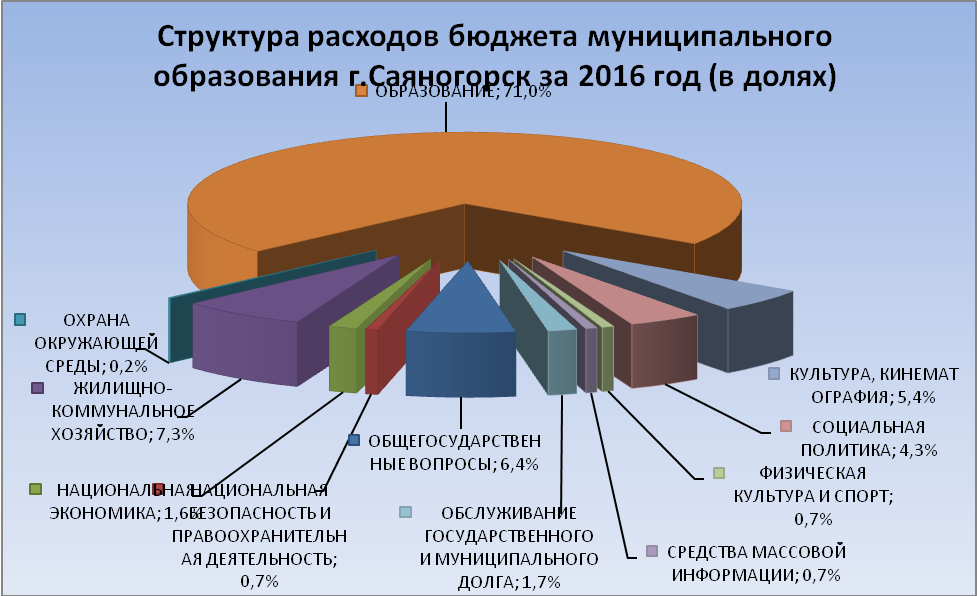 Структура расходов бюджета муниципального
образования г.Саяногорск за 2016 год (в долях)
ОБРАЗОВАНИЕ; 71,0%
ОХРАНА
ОКРУЖАЮЩЕЙ
СРЕДЫ; 0,2%
ЖИЛИЩНО-
КОММУНАЛЬНОЕ
ХОЗЯЙСТВО; 7,3%
НАЦИОНАЛЬНАЯ
ЭКОНОМИКА; 1,6%
НАЦИОНАЛЬНАЯ
БЕЗОПАСНОСТЬ И
ПРАВООХРАНИТЕЛЬН
АЯ ДЕЯТЕЛЬНОСТЬ;
0,7%
ОБЩЕГОСУДАРСТВЕН
НЫЕ ВОПРОСЫ; 6,4%
ОБСЛУЖИВАНИЕ
ГОСУДАРСТВЕННОГО
И МУНИЦИПАЛЬНОГО
ДОЛГА; 1,7%
СРЕДСТВА МАССОВОЙ
ИНФОРМАЦИИ; 0,7%
ФИЗИЧЕСКАЯ
КУЛЬТУРА И СПОРТ;
0,7%
СОЦИАЛЬНАЯ
ПОЛИТИКА; 4,3%
КУЛЬТУРА, КИНЕМАТ
ОГРАФИЯ; 5,4%